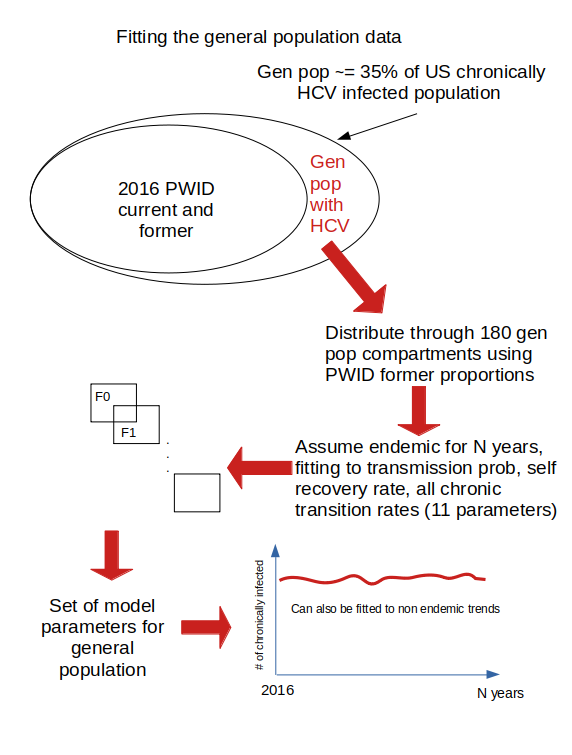 Fitting the general population data
Gen pop ~= 35% of US chronically
HCV infected population
Gen
pop
with
HCV
2016 PWID
current and
former
Distribute through 180 gen
pop compartments using
PWID former proportions
F0
F1
.
.
.
Assume endemic for N years,
fitting to transmission prob, self
recovery rate, all chronic
transition rates (11 parameters)
Set of model
parameters for
general
population
# of chronically infected
Can also be fitted to non endemic trends
2016
N years